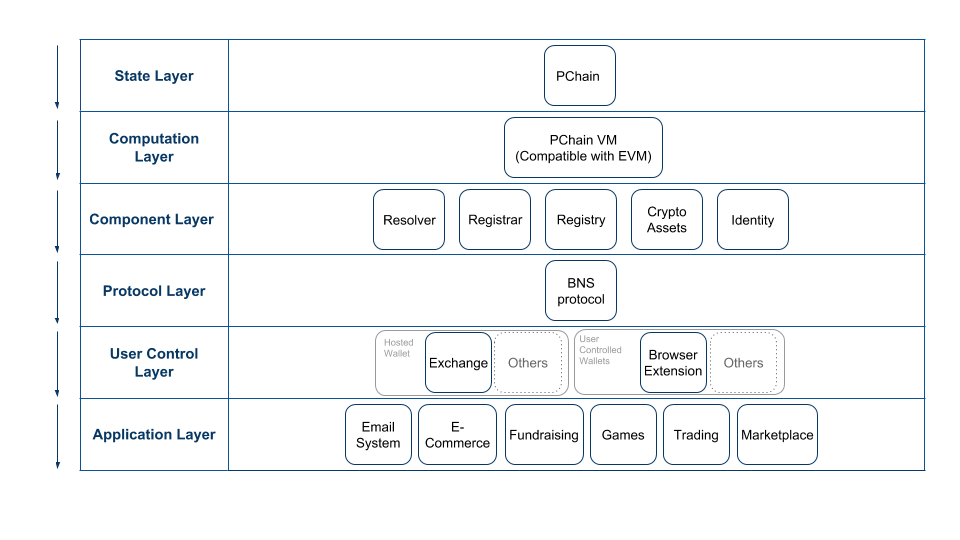 State Layer
PChain
Computation
Layer
PChain VM
(Compatible with EVM)
Component Layer
Resolver
Registrar
Registry
Crypto
Assets
Identity
Protocol Layer
BNS
protocol
User Control
Layer
Hosted
Wallet
Exchange
Others
User
Controlled
Wallets
Browser
Extension
Others
Application Layer
Email
System
E-
Commerce
Fundraising
Games
Trading
Marketplace